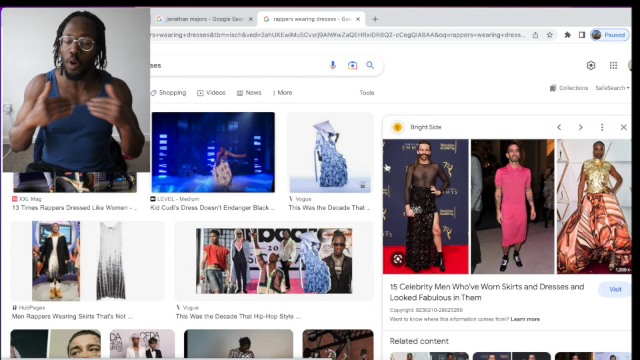 jonathan majors - Google Sear
rappers wearing dresses - Goo
rs+wearing+dress
Paused
ses
Shopping
Videos
News
More
Tools
Collections
SafeSearch
XXL Mag
13 Times Rappers Dressed Like Women - ...
LEVEL - Medium
Kid Cudi's Dress Doesn't Endanger Black ...
Vogue
This Was the Decade That ...
HubPages
Men Rappers Wearing Skirts That's Not ...
Vogue
This Was the Decade That Hip-Hop Style ...
Bright Side
15 Celebrity Men Who've Worn Skirts and Dresses and
Looked Fabulous in Them
Visit
Want to know where this information comes from? Learn more
Related content